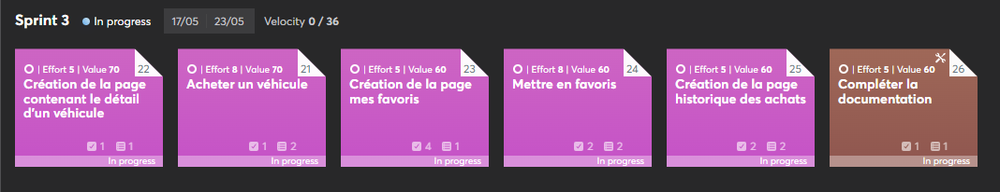 Sprint 3 In progress 17/05 23/05 Velocity 0 / 36
| Effort 5 | Value 70 22
Création de la page
contenant le détail
d'un véhicule
1 1
In progress
| Effort 8 | Value 70 21
Acheter un véhicule
1 2
In progress
| Effort 5 | Value 60 23
Création de la page
mes favoris
4 1
In progress
| Effort 8 | Value 60 24
Mettre en favoris
2 2
In progress
| Effort 5 | Value 60 25
Création de la page
historique des achats
2 2
In progress
| Effort 5 | Value 60 26
Compléter la
documentation
1 1
In progress